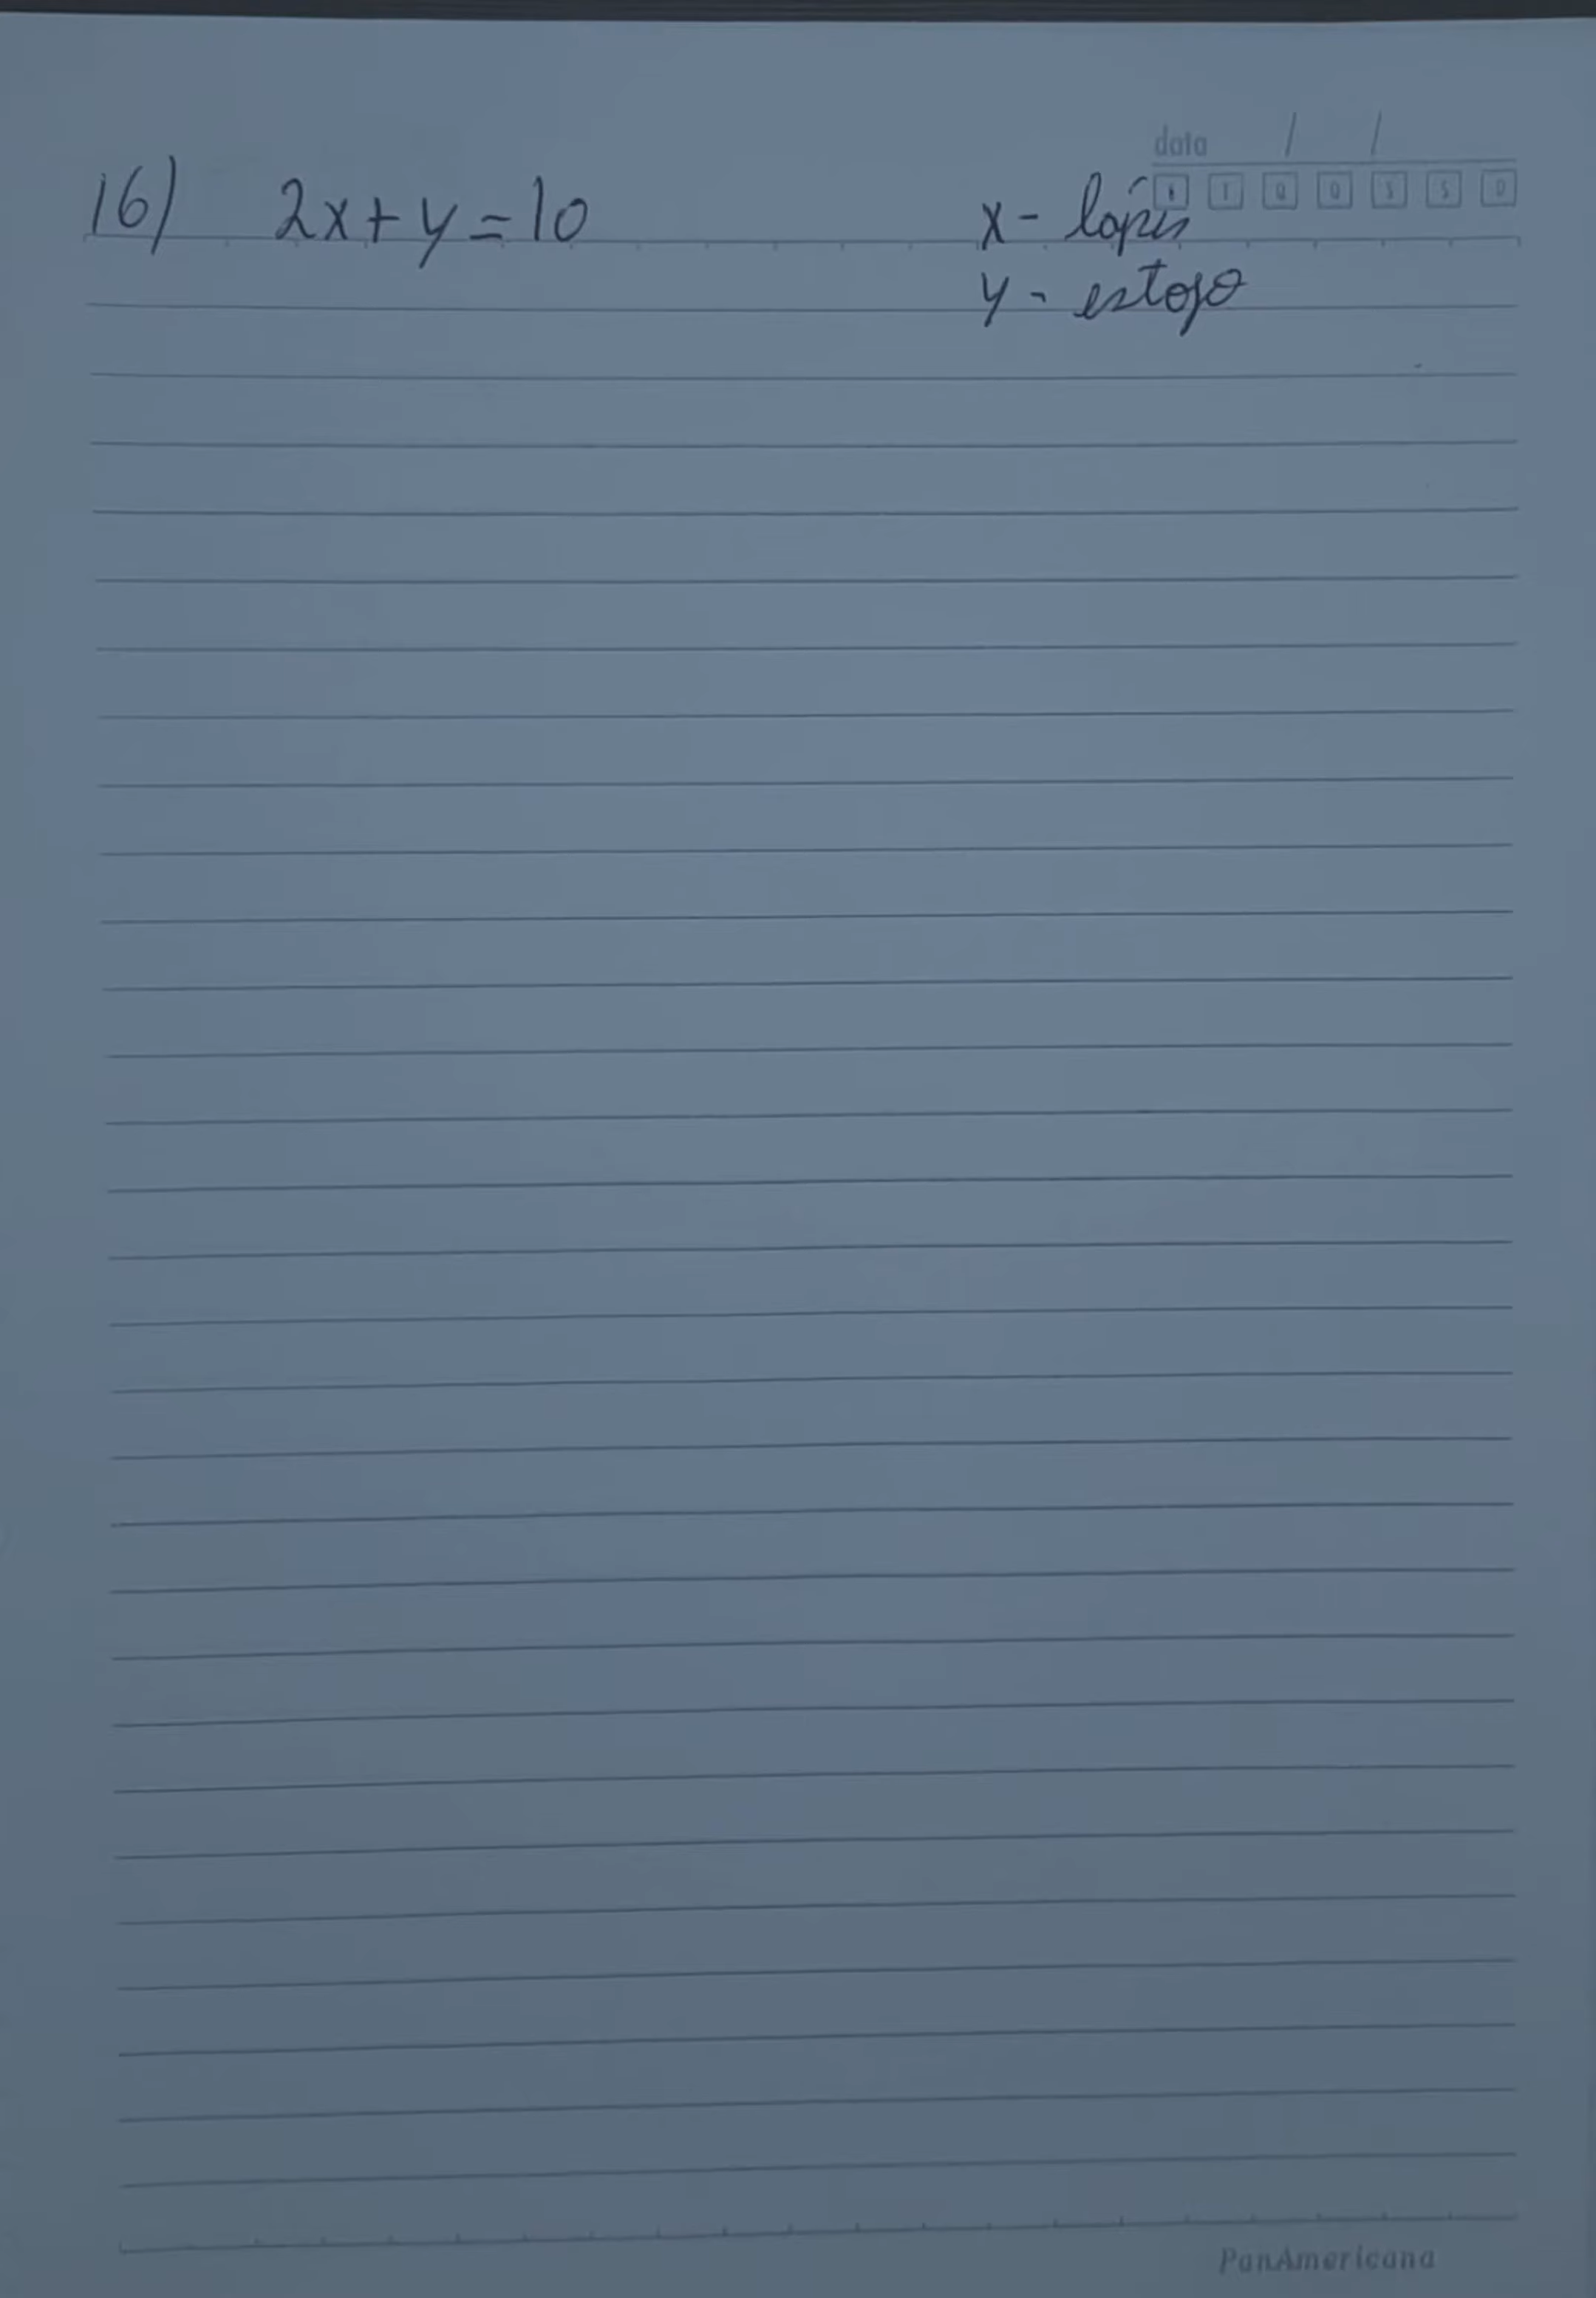 data / /
16) 2x+y=10 x - lápis
S T Q Q S S D
y - estojo
PanAmericana